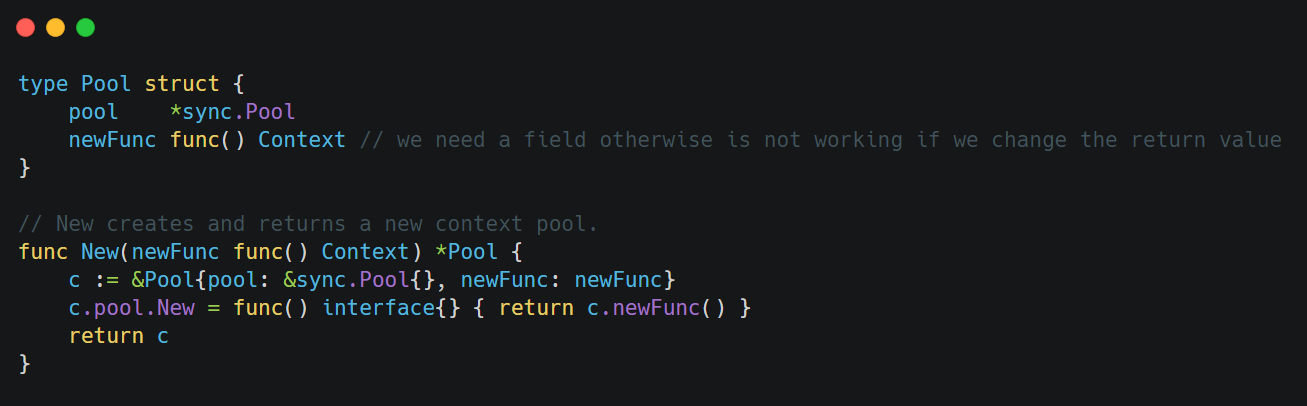 type Pool struct {
    pool    *sync.Pool
    newFunc func() Context // we need a field otherwise is not working if we change the return value
}

// New creates and returns a new context pool.
func New(newFunc func() Context) *Pool {
    c := &Pool{pool: &sync.Pool{}, newFunc: newFunc}
    c.pool.New = func() interface{} { return c.newFunc() }
    return c
}